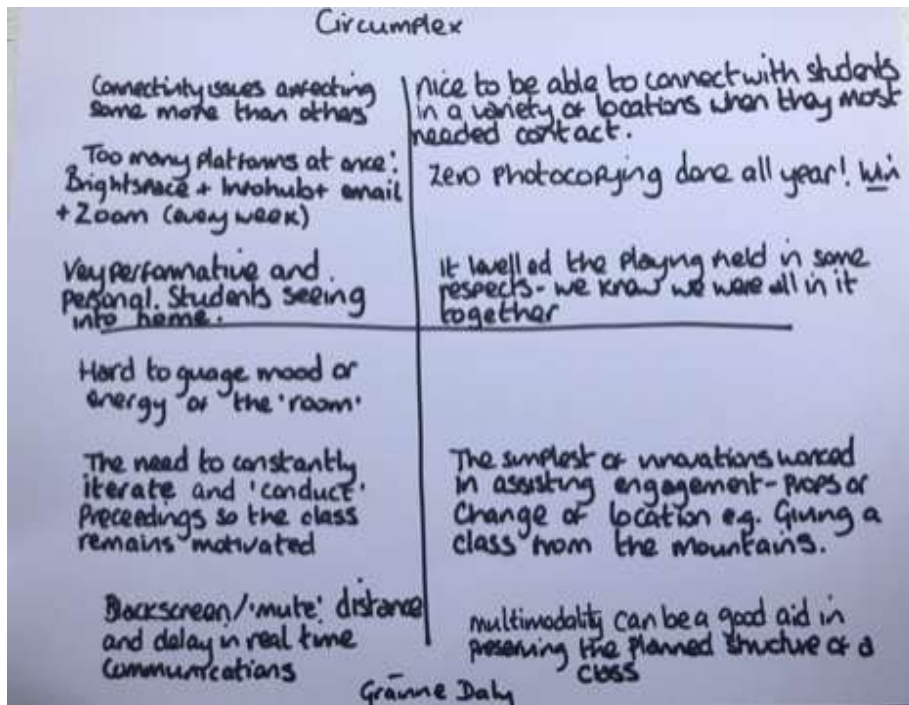 Circumplex
Connectivity issues affecting
some more than others
Too many platforms at once:
Brightspace + Infohub + email
+ Zoom (every week)
Very performative and
personal. Students seeing
into home.
nice to be able to connect with students
in a variety of locations when they most
needed contact.
Zero photocopying done all year! Win
It levelled the playing field in some
respects - we knew we were all in it
together
Hard to guage mood or
energy of the 'room'
The need to constantly
iterate and 'conduct'
Preceedings so the class
remains motivated
Blackscreen/'mute' distance
and delay in real time
communications
The simplest of innovations worked
in assisting engagement - props or
Change of location e.g. Giving a
class from the mountains.
multimodality can be a good aid in
preserving the planned structure of a
class
Gráinne Daly